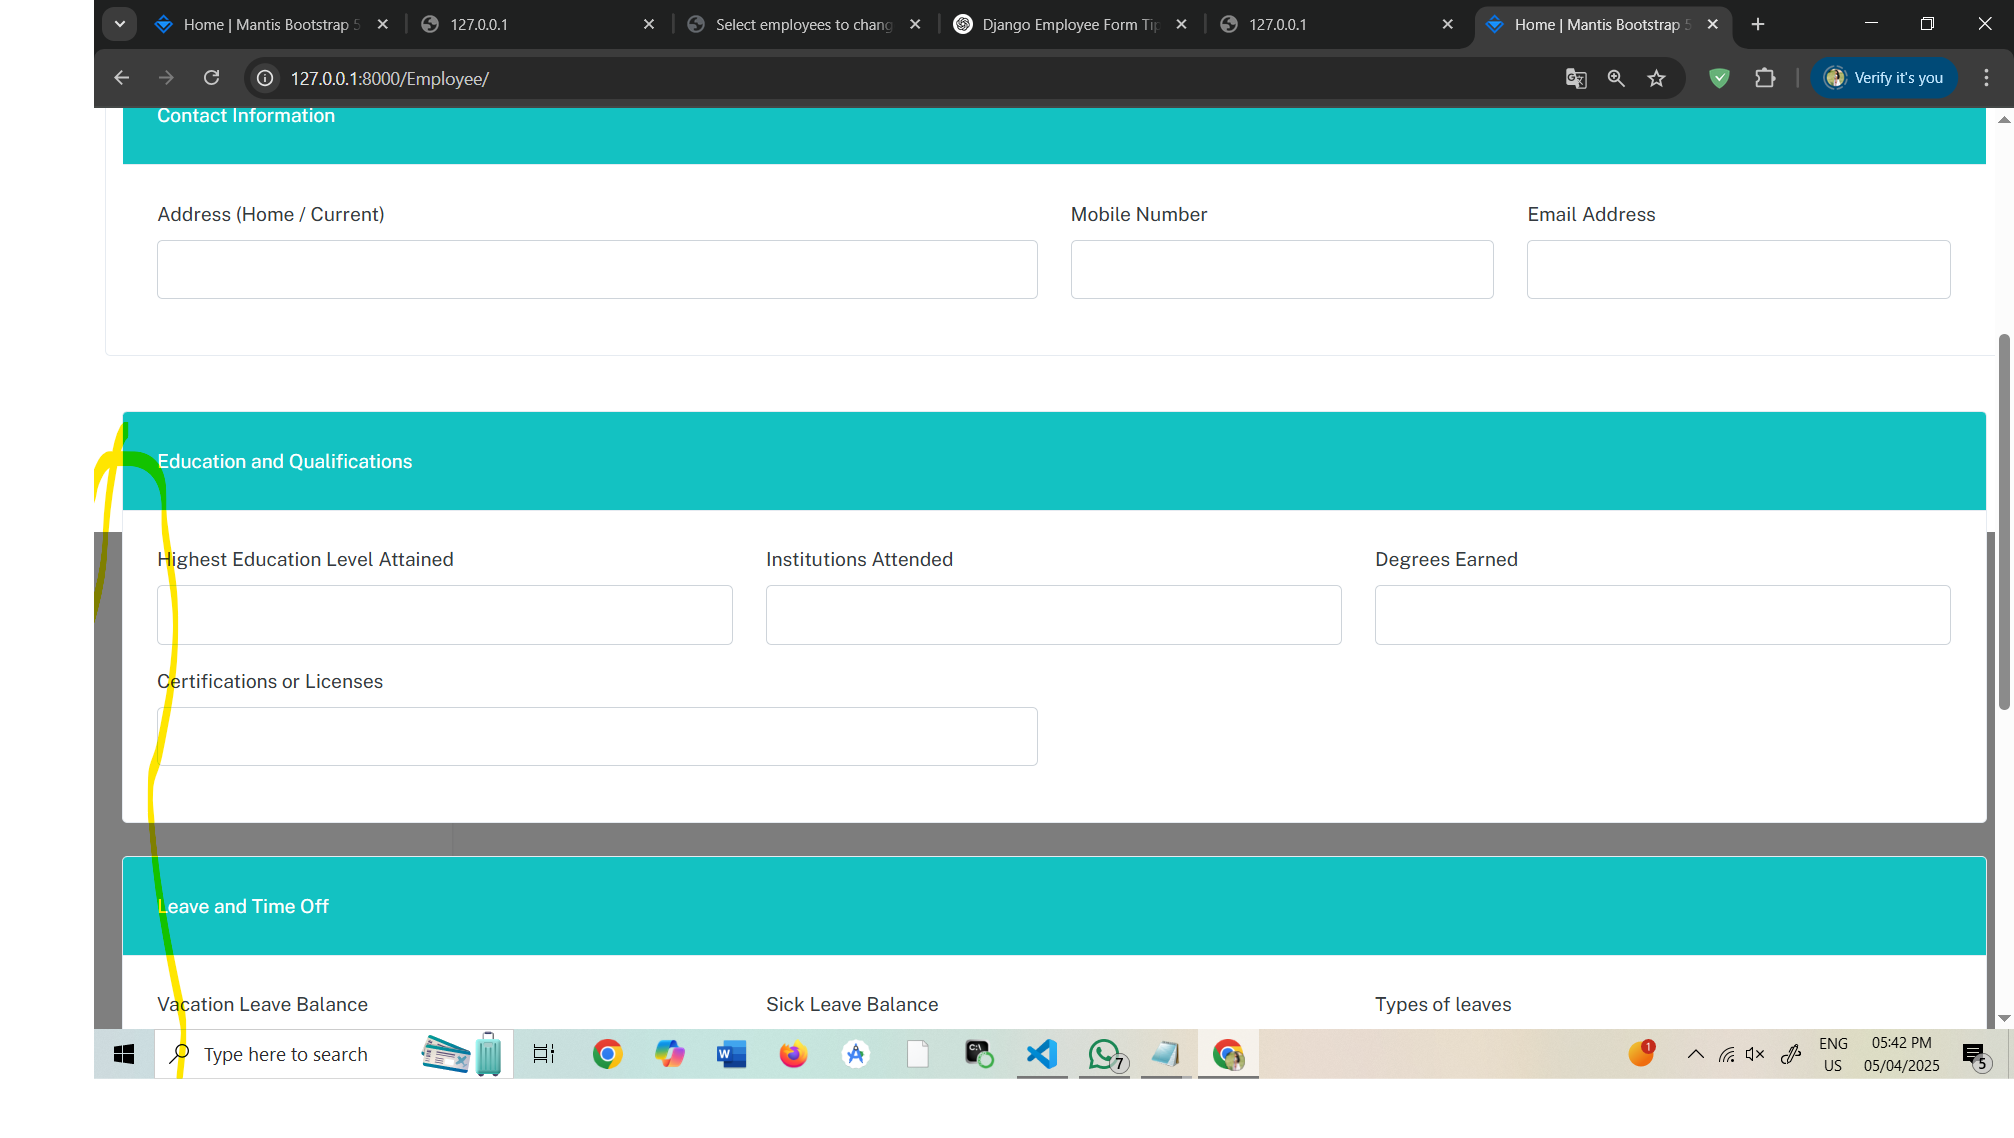 Home | Mantis Bootstrap 5
127.0.0.1
Select employees to chang
Django Employee Form Tip
127.0.0.1
Home | Mantis Bootstrap 5
127.0.0.1:8000/Employee/
Verify it's you
Contact Information
Address (Home / Current)
Mobile Number
Email Address
Education and Qualifications
Highest Education Level Attained
Institutions Attended
Degrees Earned
Certifications or Licenses
Leave and Time Off
Vacation Leave Balance
Sick Leave Balance
Types of leaves
Type here to search
7
1
ENG
US
05:42 PM
05/04/2025
5